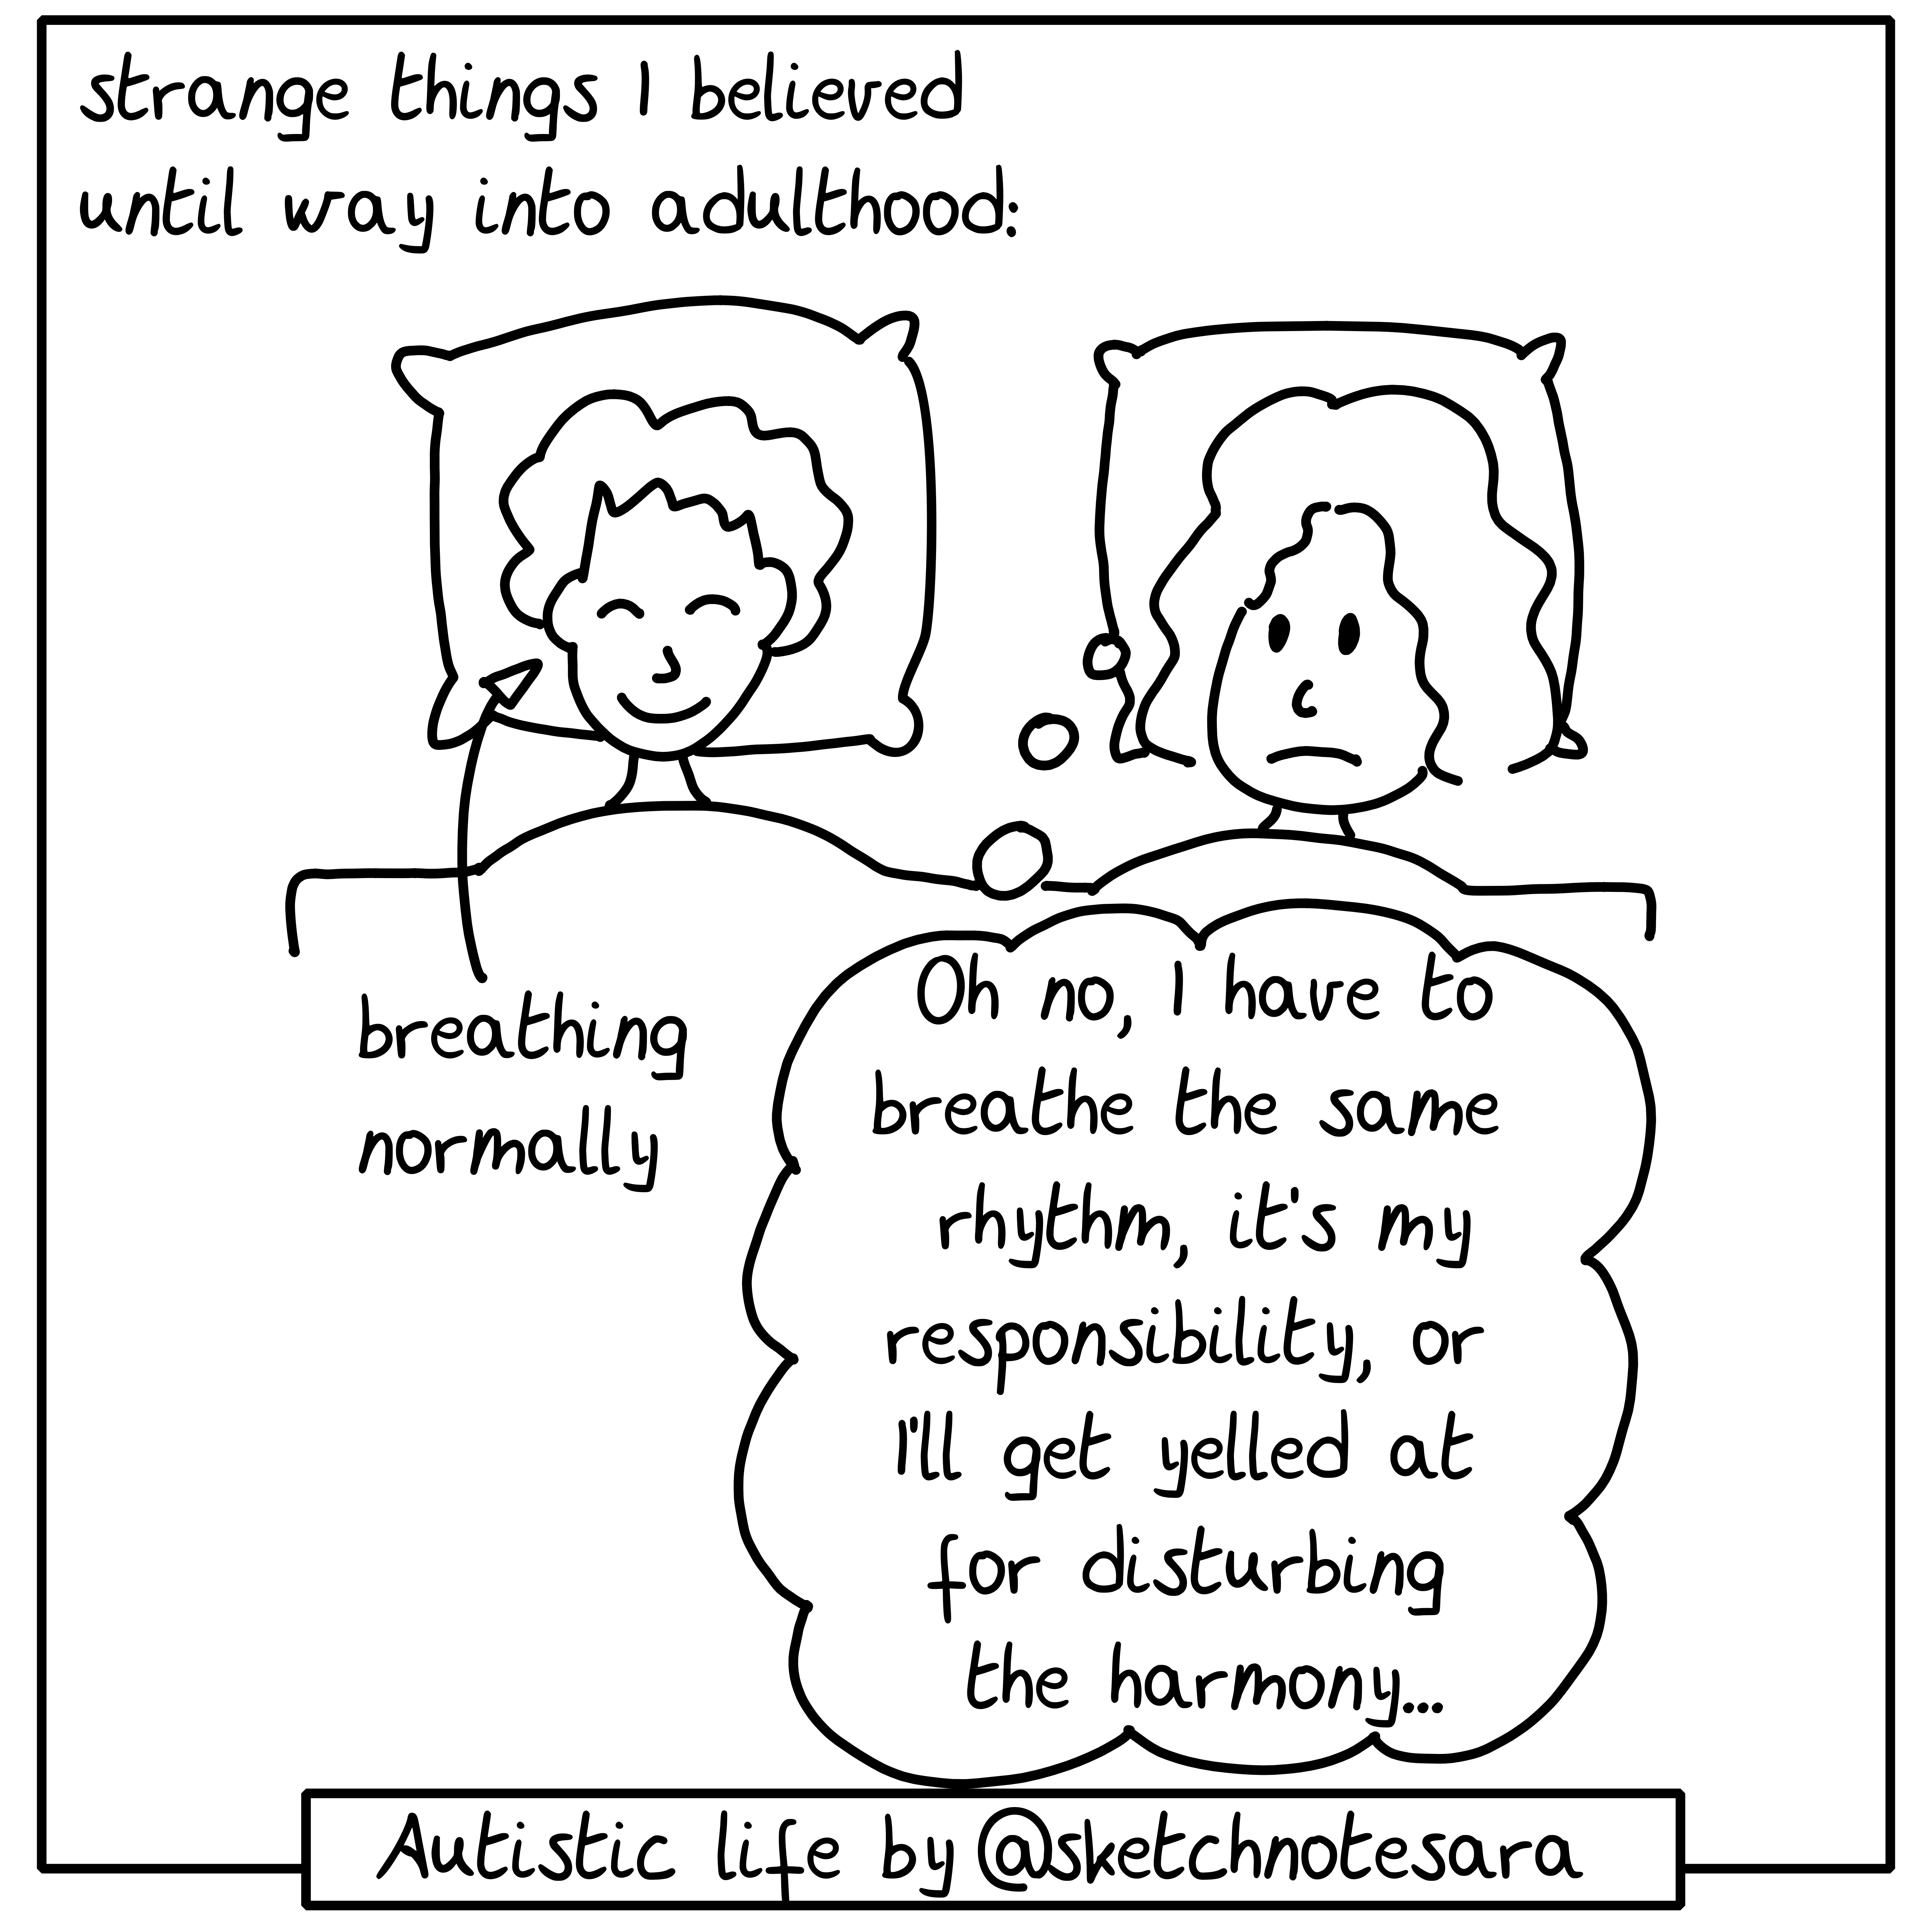 strange things I believed
until way into adulthood:
breathing
normally
Oh no, I have to
breathe the same
rhythm, it's my
responsibility, or
I'll get yelled at
for disturbing
the harmony...
Autistic life by @sketchnotesaro